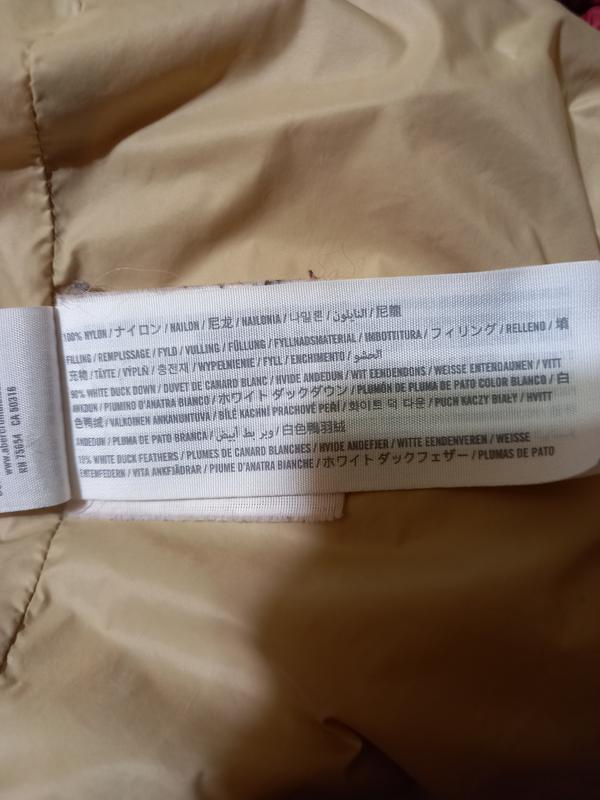 www.abercrom
RN 75654 CA 50316
100% NYLON / ナイロン / NAILON / 尼龙 / NAILONIA / 나일론 / النايلون / 尼龍
FILLING / REMPLISSAGE / FYLD / VULLING / FÜLLUNG / FYLLNADSMATERIAL / IMBOTTITURA / フィリング / RELLENO / 填
充物 / TÄYTE / VÝPLŇ / 충전재 / WYPEŁNIENIE / FYLL / ENCHIMENTO / الحشو
90% WHITE DUCK DOWN / DUVET DE CANARD BLANC / HVIDE ANDEDUN / WIT EENDENDONS / WEISSE ENTENDAUNEN / VITT
ANKDUN / PIUMINO D'ANATRA BIANCO / ホワイトダックダウン / PLUMÓN DE PLUMA DE PATO COLOR BLANCO / 白
色鸭绒 / VALKOINEN ANKANUNTUVA / BÍLÉ KACHNÍ PRACHOVÉ PEŘÍ / 화이트 덕 다운 / PUCH KACZY BIAŁY / HVITT
ANDEDUN / PLUMA DE PATO BRANCA / وبر بط أبيض / 白色鴨羽絨
10% WHITE DUCK FEATHERS / PLUMES DE CANARD BLANCHES / HVIDE ANDEFJER / WITTE EENDENVEREN / WEISSE
ENTENFEDERN / VITA ANKFJÄDRAR / PIUME D'ANATRA BIANCHE / ホワイトダックフェザー / PLUMAS DE PATO